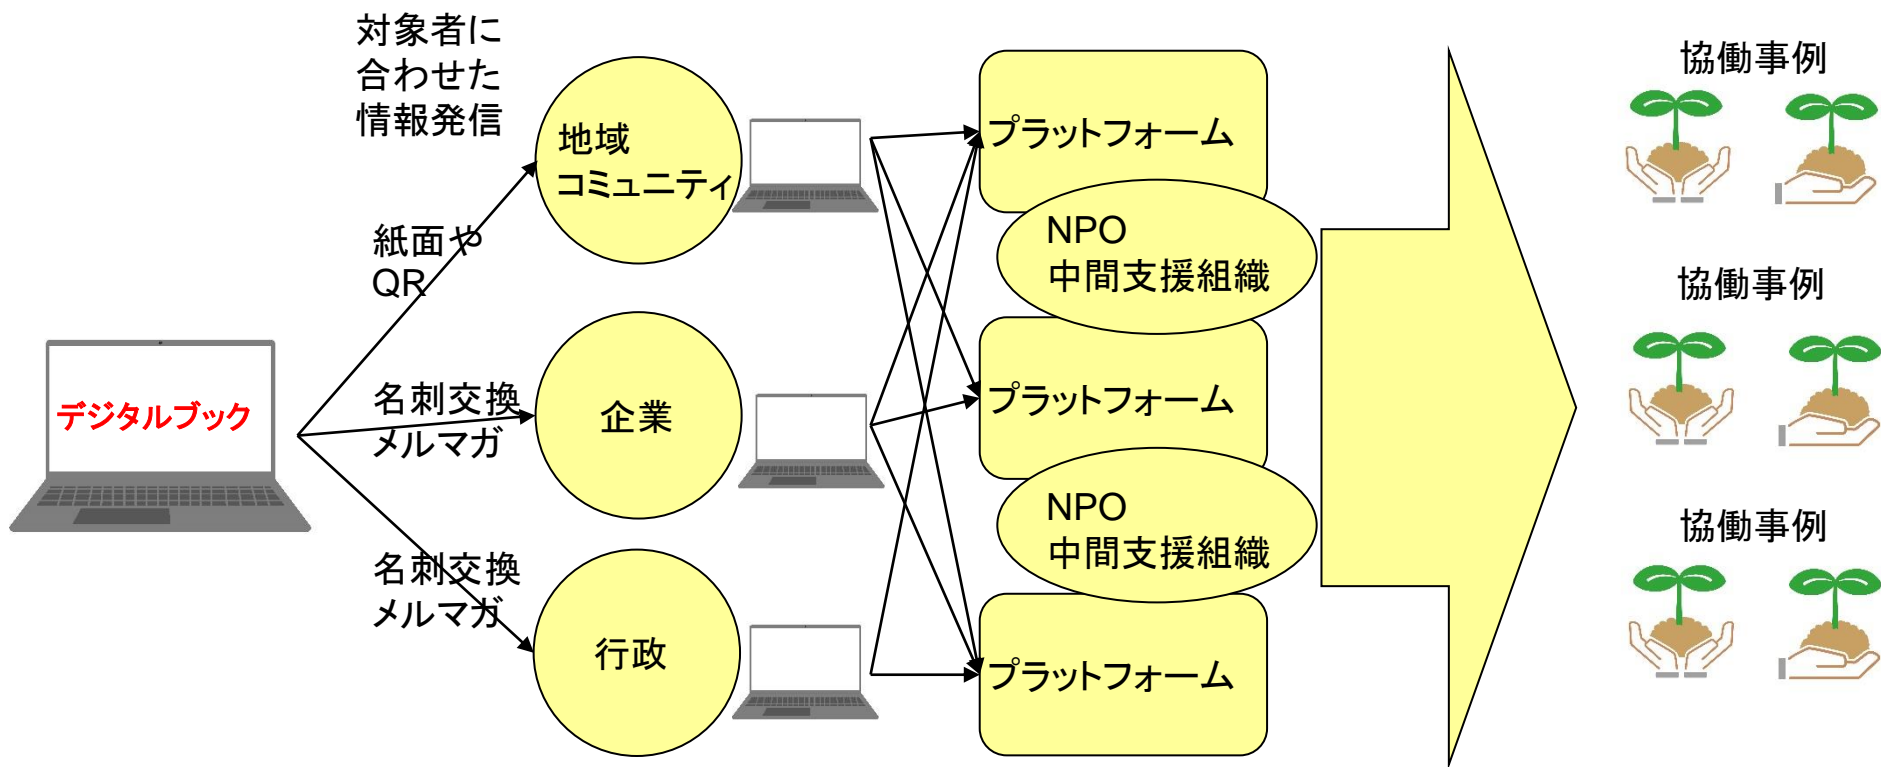 対象者に
合わせた
情報発信
紙面や
QR
デジタルブック
名刺交換
メルマガ
名刺交換
メルマガ
地域
コミュニティ
企業
行政
プラットフォーム
NPO
中間支援組織
プラットフォーム
NPO
中間支援組織
プラットフォーム
協働事例
協働事例
協働事例